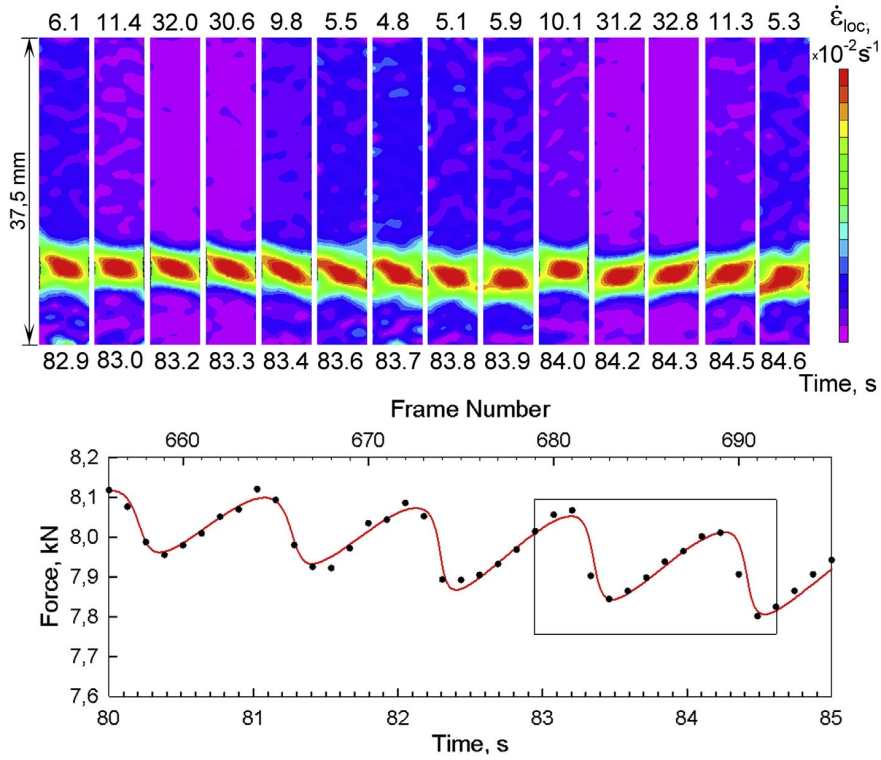 6.1 11.4 32.0 30.6 9.8 5.5 4.8 5.1 5.9 10.1 31.2 32.8 11.3 5.3
ε̇loc,
×10⁻²s⁻¹
37,5 mm
82.9 83.0 83.2 83.3 83.4 83.6 83.7 83.8 83.9 84.0 84.2 84.3 84.5 84.6
Time, s
Frame Number
660 670 680 690
8,2
8,1
8,0
7,9
7,8
7,7
7,6
Force, kN
80 81 82 83 84 85
Time, s